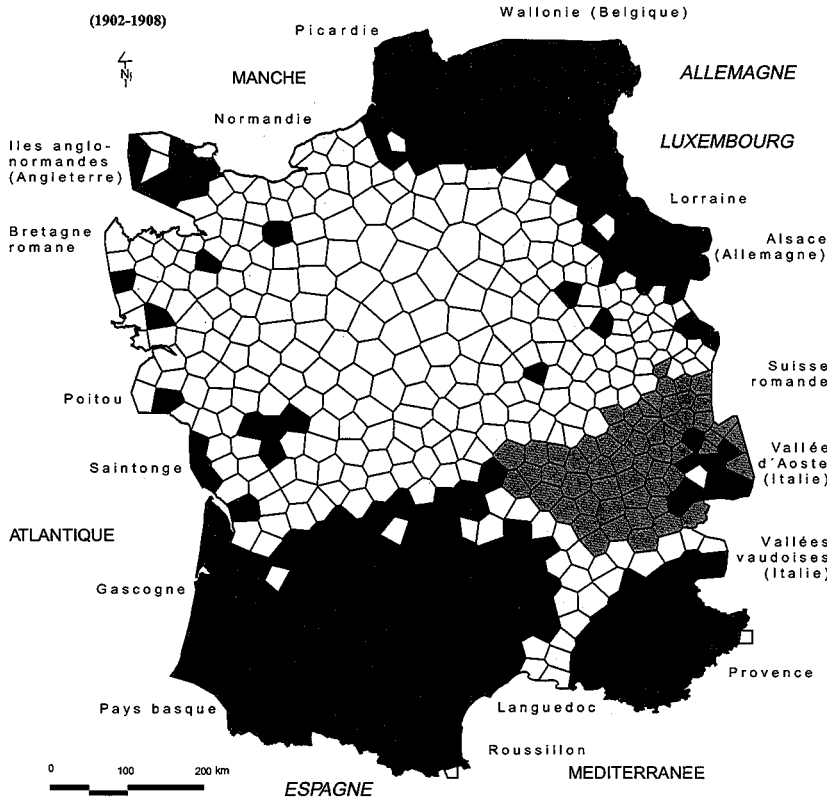 (1902-1908)
Wallonie (Belgique)
Picardie
N
MANCHE
ALLEMAGNE
Normandie
Iles anglo-
normandes
(Angleterre)
LUXEMBOURG
Lorraine
Bretagne
romane
Alsace
(Allemagne)
Suisse
romande
Poitou
Vallée
d'Aoste
(Italie)
Saintonge
ATLANTIQUE
Vallées
vaudoises
(Italie)
Gascogne
Provence
Pays basque
Languedoc
Roussillon
0 100 200 km
ESPAGNE
MEDITERRANEE